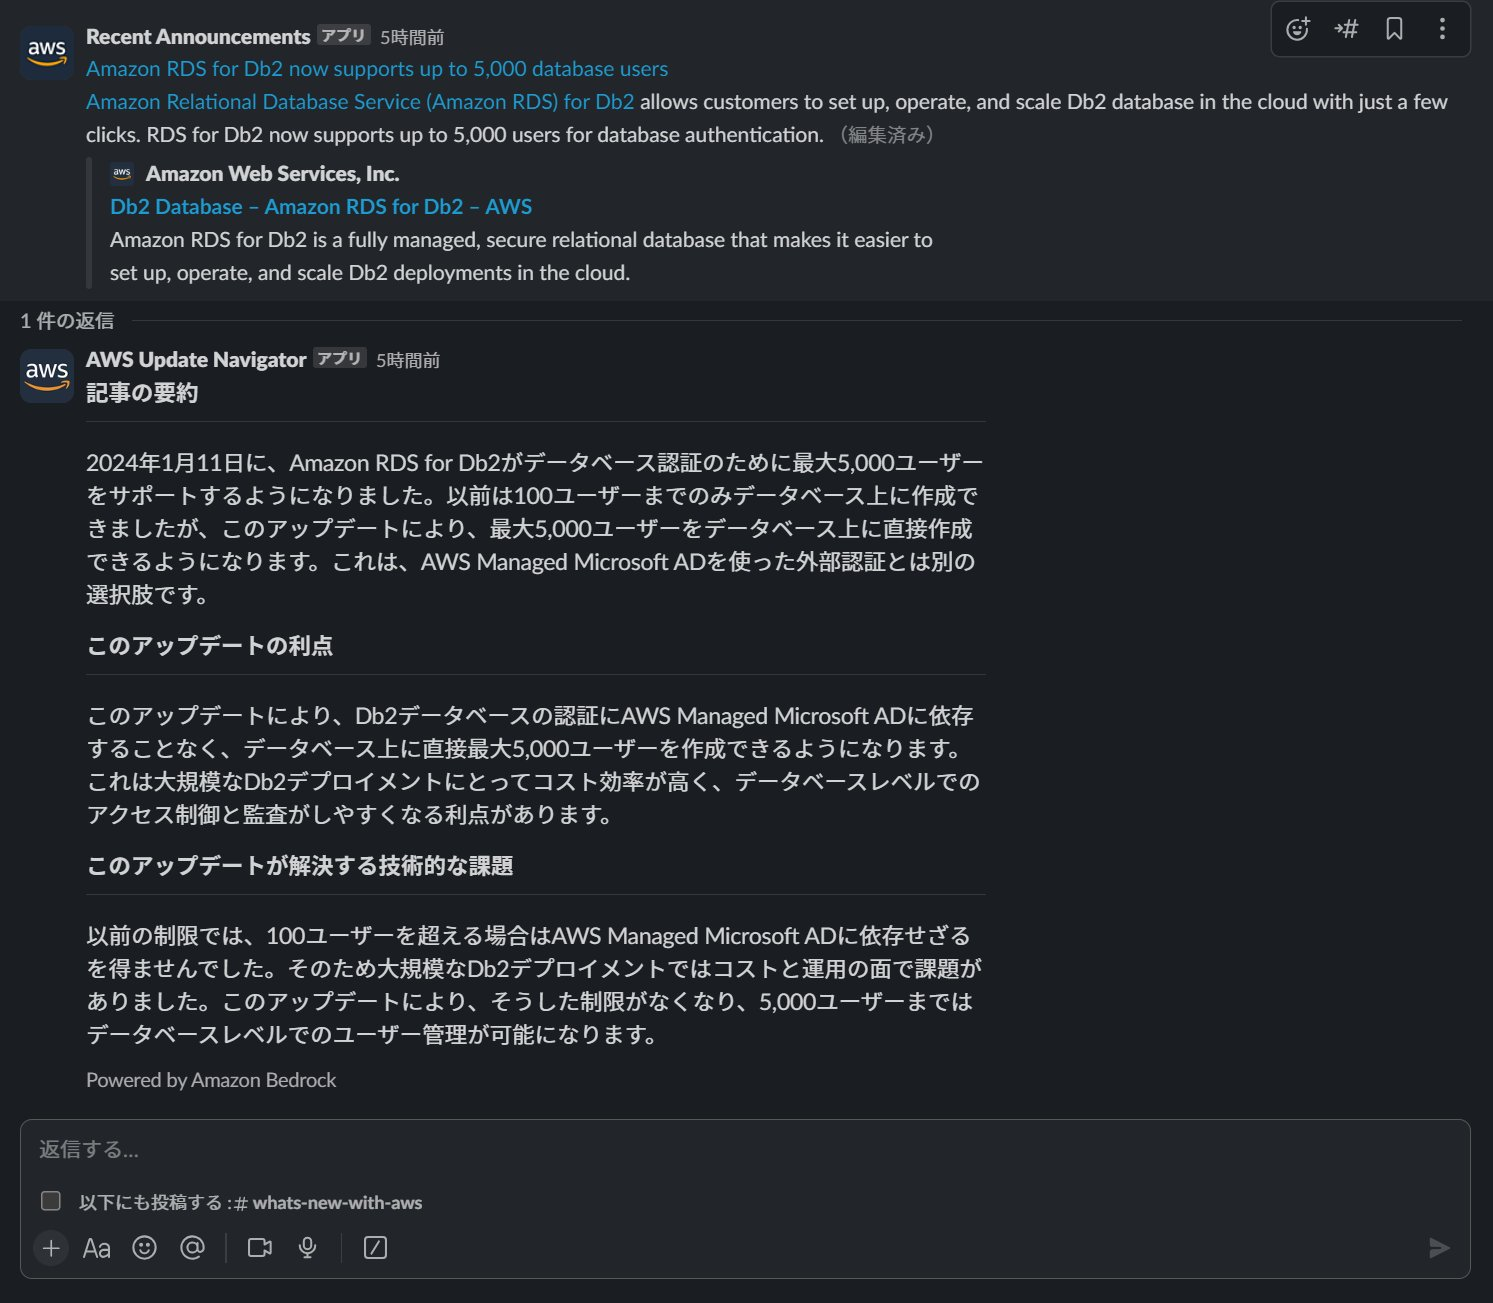 aws
Recent Announcements アプリ 5時間前
Amazon RDS for Db2 now supports up to 5,000 database users
Amazon Relational Database Service (Amazon RDS) for Db2 allows customers to set up, operate, and scale Db2 database in the cloud with just a few
clicks. RDS for Db2 now supports up to 5,000 users for database authentication. （編集済み）
aws Amazon Web Services, Inc.
Db2 Database – Amazon RDS for Db2 – AWS
Amazon RDS for Db2 is a fully managed, secure relational database that makes it easier to
set up, operate, and scale Db2 deployments in the cloud.
1 件の返信
aws
AWS Update Navigator アプリ 5時間前
記事の要約
2024年1月11日に、Amazon RDS for Db2がデータベース認証のために最大5,000ユーザー
をサポートするようになりました。以前は100ユーザーまでのみデータベース上に作成で
きましたが、このアップデートにより、最大5,000ユーザーをデータベース上に直接作成
できるようになります。これは、AWS Managed Microsoft ADを使った外部認証とは別の
選択肢です。
このアップデートの利点
このアップデートにより、Db2データベースの認証にAWS Managed Microsoft ADに依存
することなく、データベース上に直接最大5,000ユーザーを作成できるようになります。
これは大規模なDb2デプロイメントにとってコスト効率が高く、データベースレベルでの
アクセス制御と監査がしやすくなる利点があります。
このアップデートが解決する技術的な課題
以前の制限では、100ユーザーを超える場合はAWS Managed Microsoft ADに依存せざる
を得ませんでした。そのため大規模なDb2デプロイメントではコストと運用の面で課題が
ありました。このアップデートにより、そうした制限がなくなり、5,000ユーザーまでは
データベースレベルでのユーザー管理が可能になります。
Powered by Amazon Bedrock
返信する...
以下にも投稿する :# whats-new-with-aws
Aa